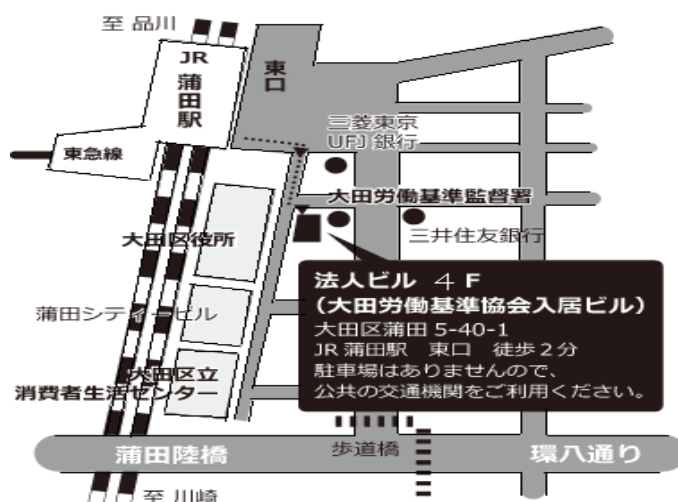 至 品川
JR
蒲田駅
東口
三菱東京
UFJ 銀行
東急線
大田労働基準監督署
大田区役所
三井住友銀行
法人ビル 4 F
(大田労働基準協会入居ビル)
大田区蒲田 5-40-1
JR 蒲田駅 東口 徒歩 2 分
駐車場はありませんので、
公共の交通機関をご利用ください。
蒲田シティービル
大田区立
消費者生活センター
歩道橋
蒲田陸橋
環八通り
至 川崎